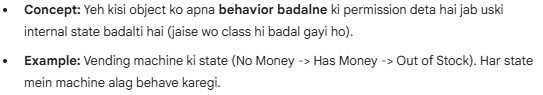 • Concept: Yeh kisi object ko apna behavior badalne ki permission deta hai jab uski
internal state badalti hai (jaise wo class hi badal gayi ho).
• Example: Vending machine ki state (No Money -> Has Money -> Out of Stock). Har state
mein machine alag behave karegi.